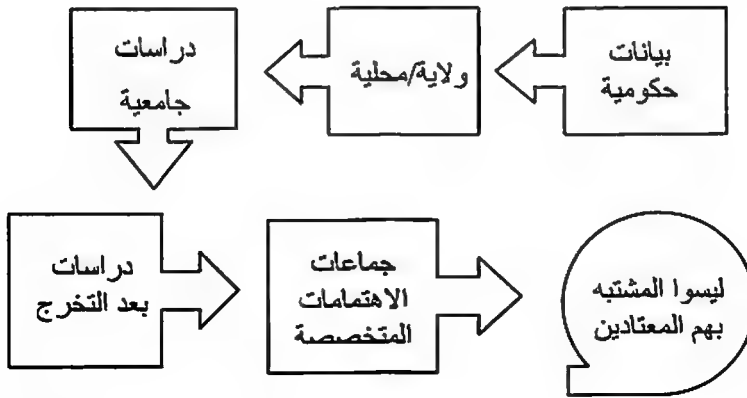 بيانات
حكومية
ولاية/محلية
دراسات
جامعية
دراسات
بعد التخرج
جماعات
الاهتمامات
المتخصصة
ليسوا المشتبه
بهم المعتادين